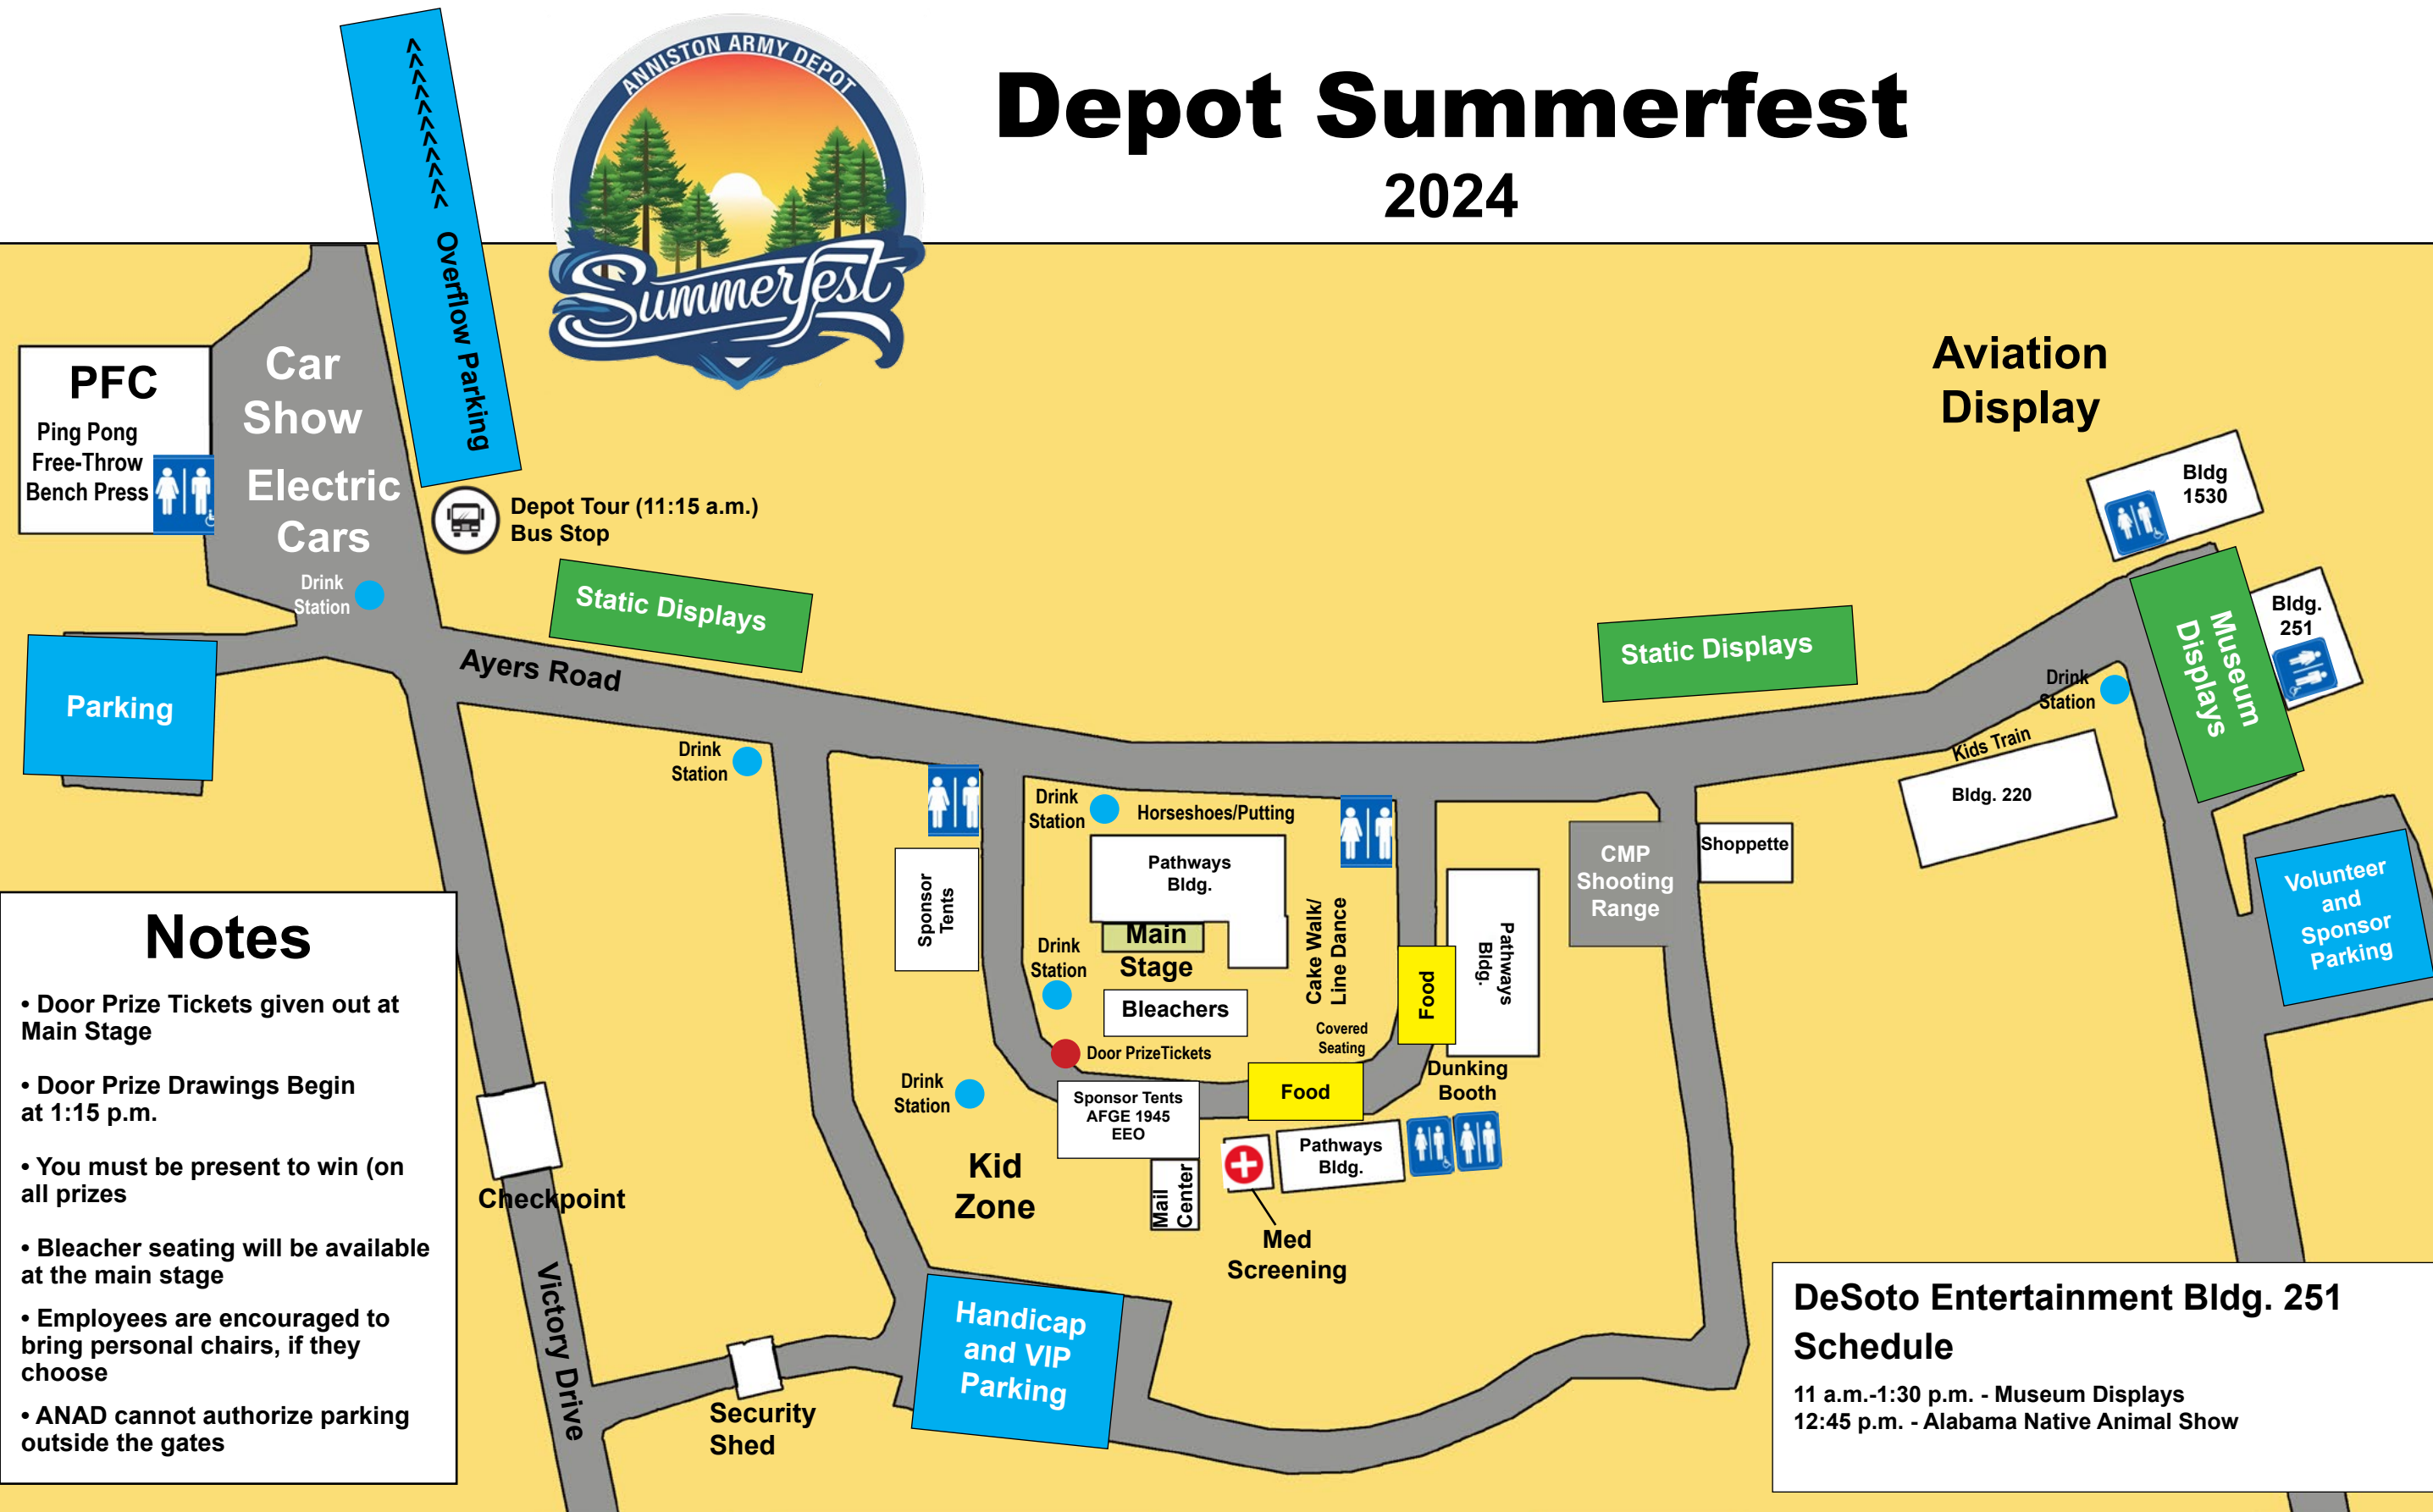 ANNISTON ARMY DEPOT
Summerfest
Depot Summerfest
2024
<<<<<<<<<<< Overflow Parking
PFC
Ping Pong
Free-Throw
Bench Press
Car
Show
Electric
Cars
Drink
Station
Depot Tour (11:15 a.m.)
Bus Stop
Static Displays
Ayers Road
Parking
Aviation
Display
Bldg
1530
Static Displays
Museum
Displays
Bldg.
251
Drink
Station
Kids Train
Bldg. 220
Volunteer
and
Sponsor
Parking
Drink
Station
Sponsor
Tents
Drink
Station
Horseshoes/Putting
Pathways
Bldg.
Main
Stage
Drink
Station
Bleachers
Cake Walk/
Line Dance
Covered
Seating
Door PrizeTickets
Food
Pathways
Bldg.
CMP
Shooting
Range
Shoppette
Dunking
Booth
Food
Sponsor Tents
AFGE 1945
EEO
Drink
Station
Kid
Zone
Mail
Center
Pathways
Bldg.
Med
Screening
Checkpoint
Victory Drive
Security
Shed
Handicap
and VIP
Parking
Notes
• Door Prize Tickets given out at
Main Stage
• Door Prize Drawings Begin
at 1:15 p.m.
• You must be present to win (on
all prizes
• Bleacher seating will be available
at the main stage
• Employees are encouraged to
bring personal chairs, if they
choose
• ANAD cannot authorize parking
outside the gates
DeSoto Entertainment Bldg. 251
Schedule
11 a.m.-1:30 p.m. - Museum Displays
12:45 p.m. - Alabama Native Animal Show